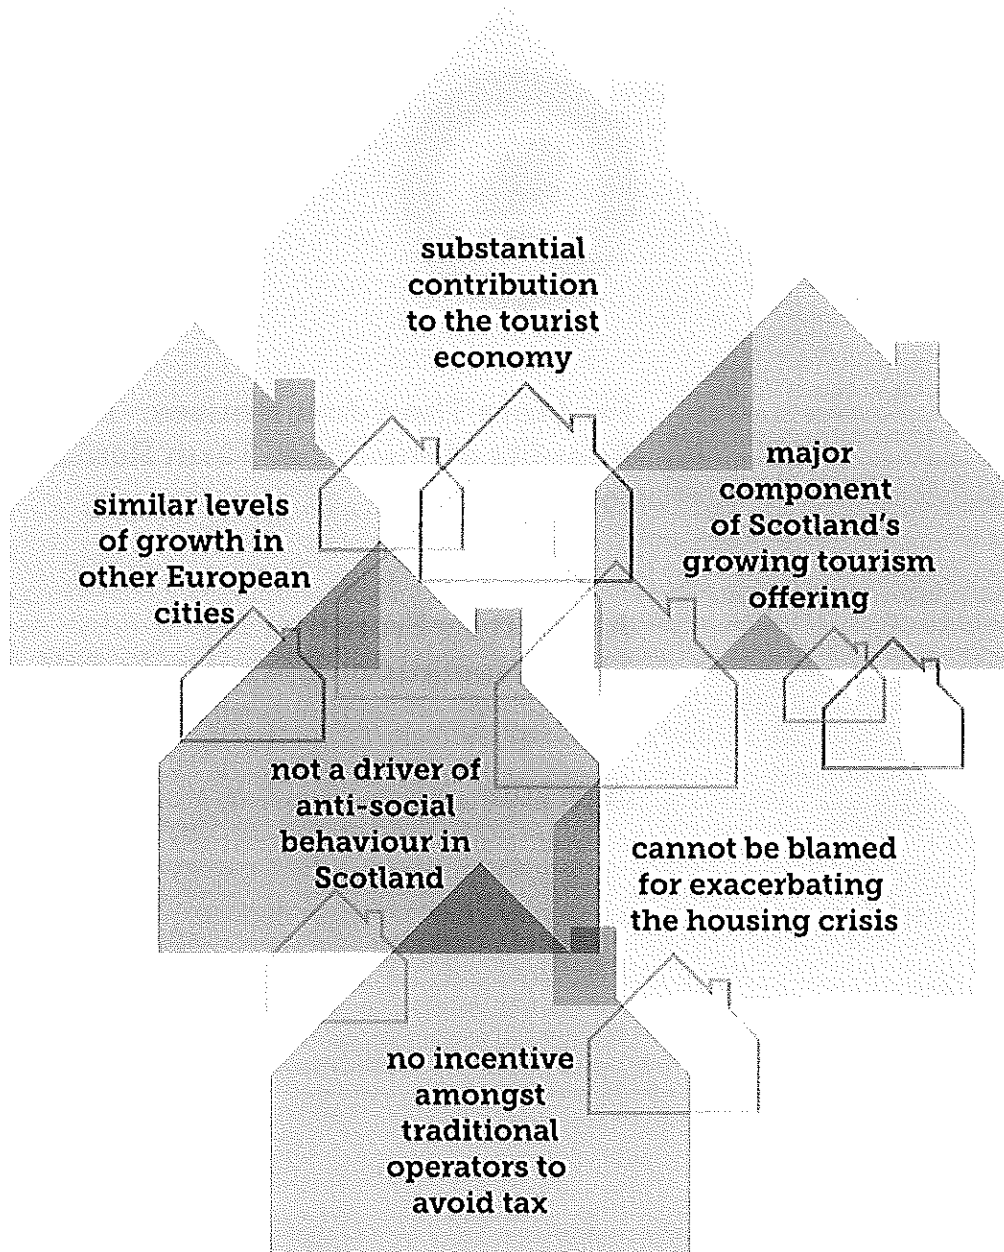 substantial
contribution
to the tourist
economy
major
component
of Scotland's
growing tourism
offering
similar levels
of growth in
other European
cities
not a driver of
anti-social
behaviour in
Scotland
cannot be blamed
for exacerbating
the housing crisis
no incentive
amongst
traditional
operators to
avoid tax